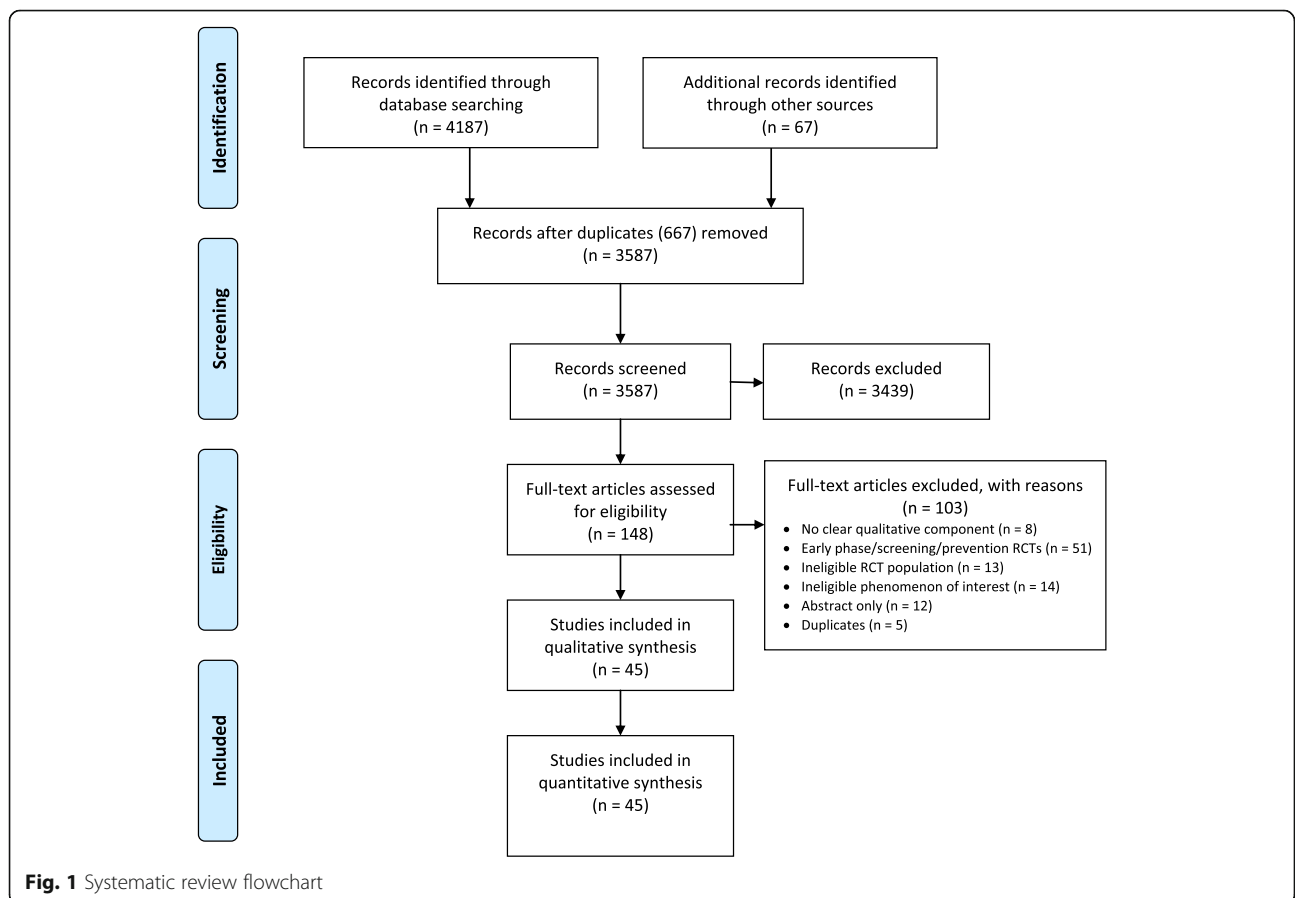 Identification
Records identified through
database searching
(n = 4187)
Additional records identified
through other sources
(n = 67)
Records after duplicates (667) removed
(n = 3587)
Screening
Records screened
(n = 3587)
Records excluded
(n = 3439)
Eligibility
Full-text articles assessed
for eligibility
(n = 148)
Full-text articles excluded, with reasons
(n = 103)
• No clear qualitative component (n = 8)
• Early phase/screening/prevention RCTs (n = 51)
• Ineligible RCT population (n = 13)
• Ineligible phenomenon of interest (n = 14)
• Abstract only (n = 12)
• Duplicates (n = 5)
Studies included in
qualitative synthesis
(n = 45)
Included
Studies included in
quantitative synthesis
(n = 45)
Fig. 1 Systematic review flowchart